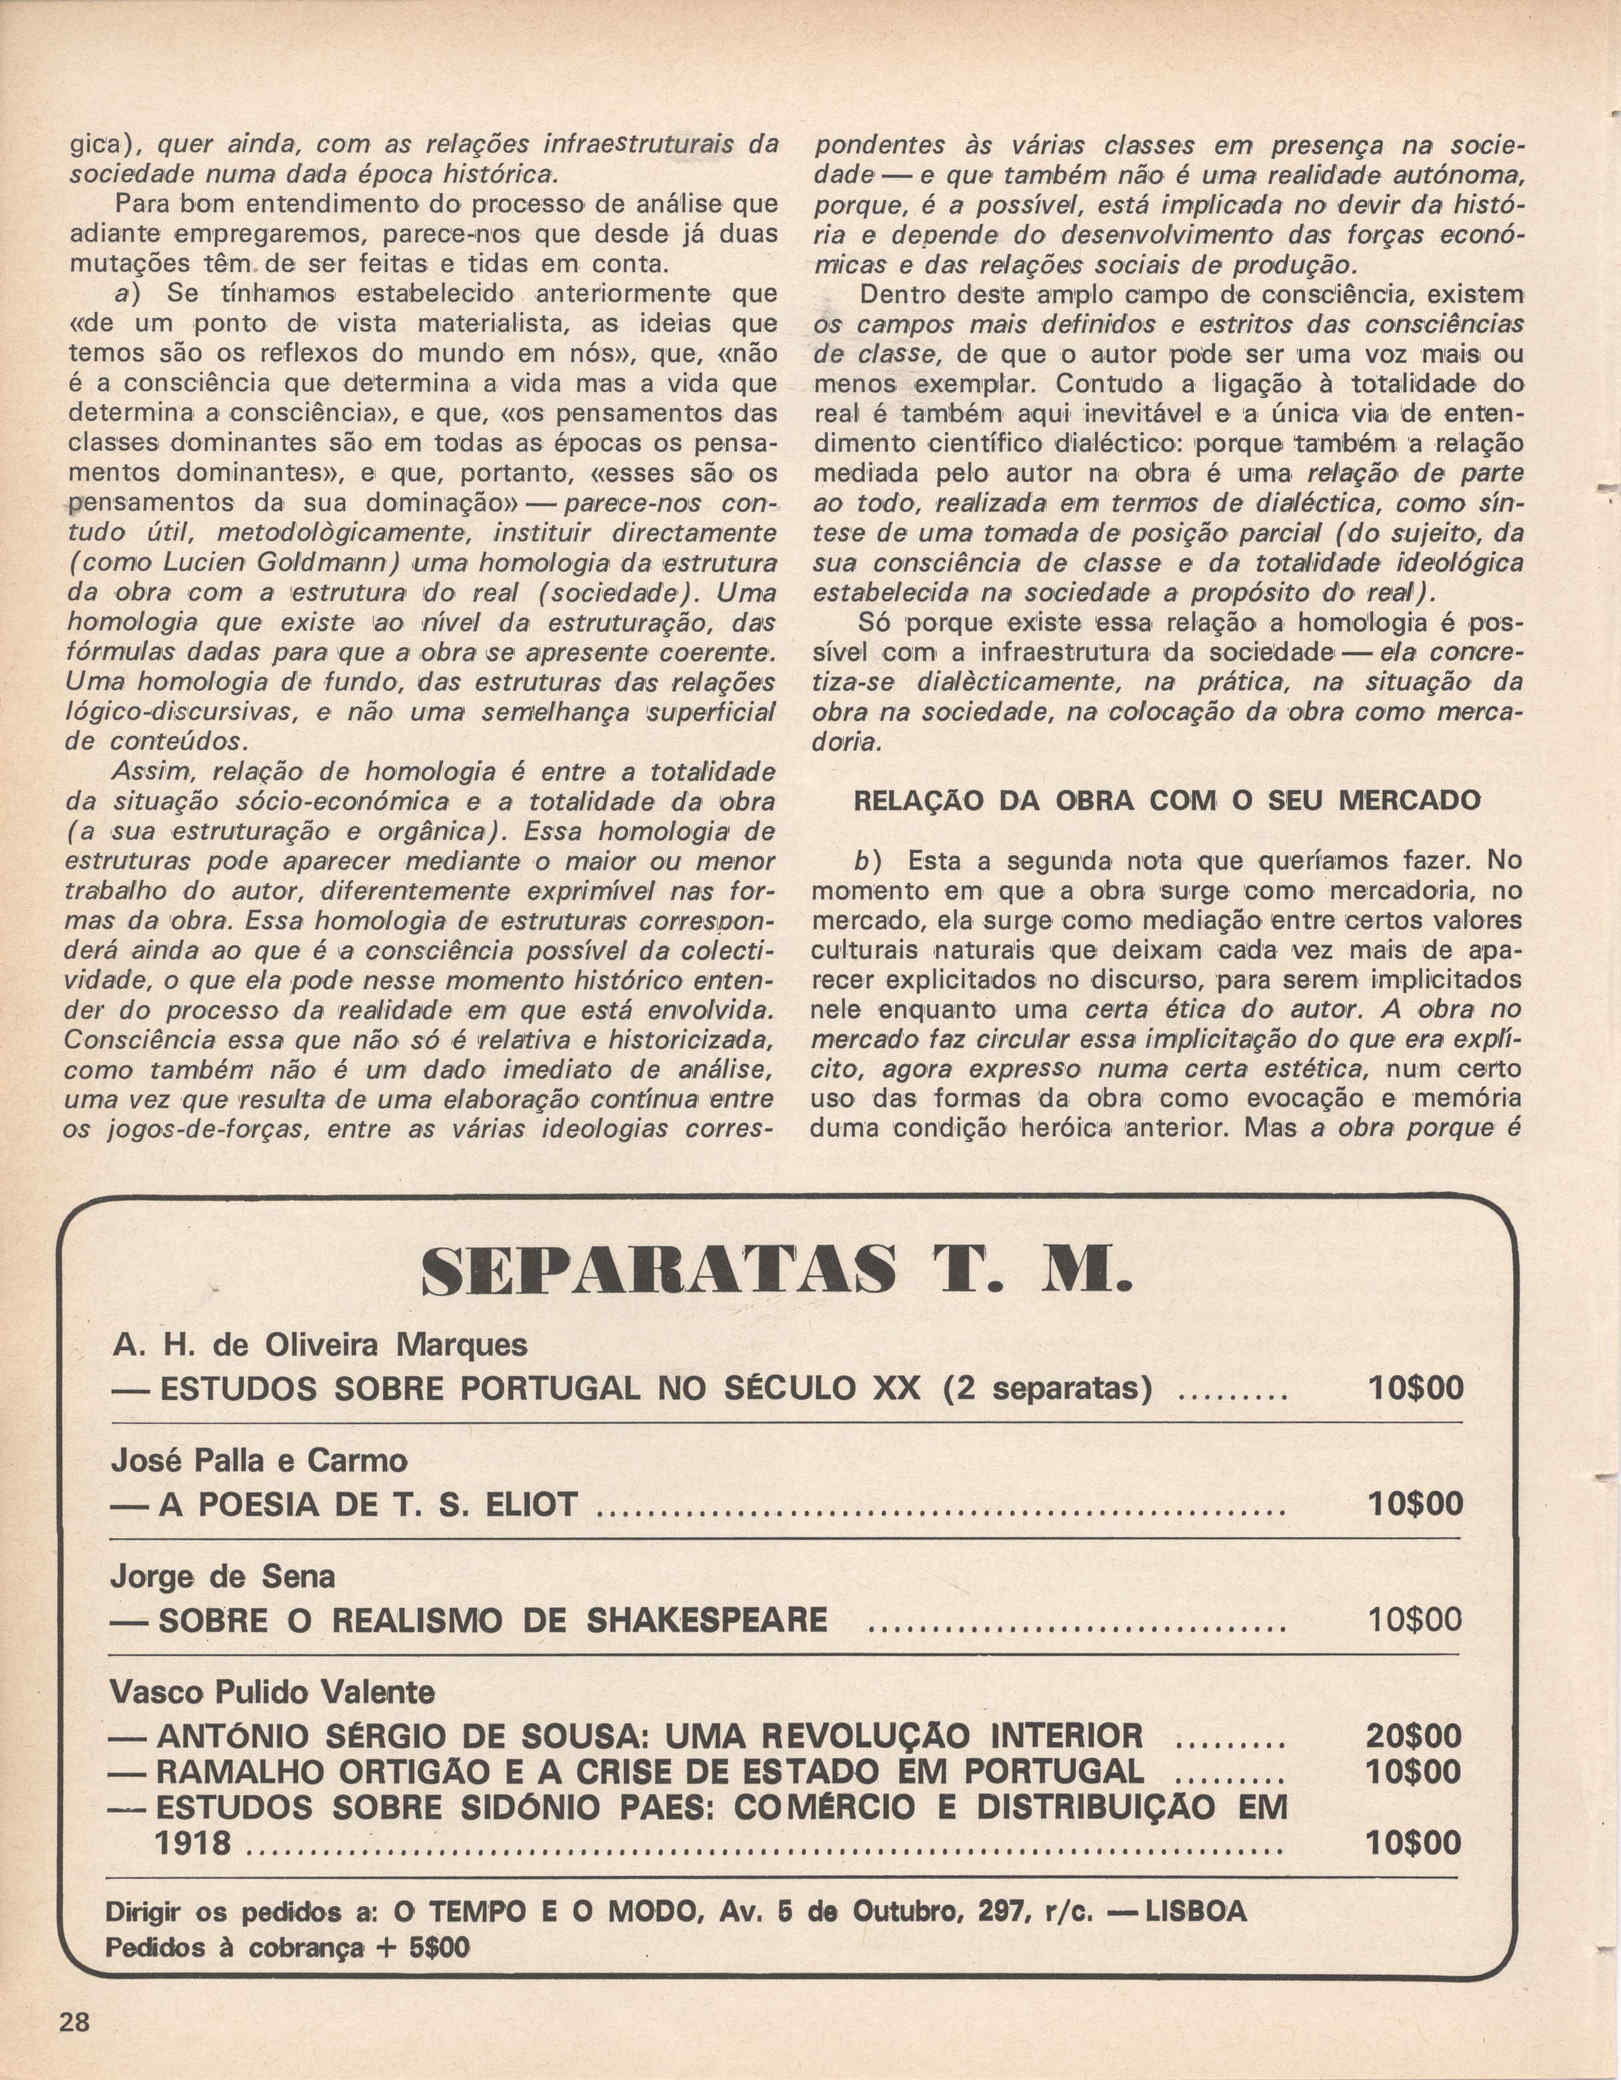 gica), quer ainda, com as relações infraestruturais da
sociedade numa dada época histórica.
Para bom entendimento do processo de análise que
adiante empregaremos, parece-nos que desde já duas
mutações têm de ser feitas e tidas em conta.
a) Se tínhamos estabelecido anteriormente que
«de um ponto de vista materialista, as ideias que
temos são os reflexos do mundo em nós», que, «não
é a consciência que determina a vida mas a vida que
determina a consciência», e que, «os pensamentos das
classes dominantes são em todas as épocas os pensa-
mentos dominantes», e que, portanto, «esses são os
pensamentos da sua dominação» — parece-nos con-
tudo útil, metodològicamente, instituir directamente
(como Lucien Goldmann) uma homologia da estrutura
da obra com a estrutura do real (sociedade). Uma
homologia que existe ao nível da estruturação, das
fórmulas dadas para que a obra se apresente coerente.
Uma homologia de fundo, das estruturas das relações
lógico-discursivas, e não uma semelhança superficial
de conteúdos.
Assim, relação de homologia é entre a totalidade
da situação sócio-económica e a totalidade da obra
(a sua estruturação e orgânica). Essa homologia de
estruturas pode aparecer mediante o maior ou menor
trabalho do autor, diferentemente exprimível nas for-
mas da obra. Essa homologia de estruturas correspon-
derá ainda ao que é a consciência possível da colecti-
vidade, o que ela pode nesse momento histórico enten-
der do processo da realidade em que está envolvida.
Consciência essa que não só é relativa e historicizada,
como também não é um dado imediato de análise,
uma vez que resulta de uma elaboração contínua entre
os jogos-de-forças, entre as várias ideologias corres-
pondentes às várias classes em presença na socie-
dade — e que também não é uma realidade autónoma,
porque, é a possível, está implicada no devir da histó-
ria e depende do desenvolvimento das forças econó-
micas e das relações sociais de produção.
Dentro deste amplo campo de consciência, existem
os campos mais definidos e estritos das consciências
de classe, de que o autor pode ser uma voz mais ou
menos exemplar. Contudo a ligação à totalidade do
real é também aqui inevitável e a única via de enten-
dimento científico dialéctico: porque também a relação
mediada pelo autor na obra é uma relação de parte
ao todo, realizada em termos de dialéctica, como sín-
tese de uma tomada de posição parcial (do sujeito, da
sua consciência de classe e da totalidade ideológica
estabelecida na sociedade a propósito do real).
Só porque existe essa relação a homologia é pos-
sível com a infraestrutura da sociedade — ela concre-
tiza-se dialècticamente, na prática, na situação da
obra na sociedade, na colocação da obra como merca-
doria.
RELAÇÃO DA OBRA COM O SEU MERCADO
b) Esta a segunda nota que queríamos fazer. No
momento em que a obra surge como mercadoria, no
mercado, ela surge como mediação entre certos valores
culturais naturais que deixam cada vez mais de apa-
recer explicitados no discurso, para serem implicitados
nele enquanto uma certa ética do autor. A obra no
mercado faz circular essa implicitação do que era explí-
cito, agora expresso numa certa estética, num certo
uso das formas da obra como evocação e memória
duma condição heróica anterior. Mas a obra porque é
SEPARATAS T. M.
A. H. de Oliveira Marques
— ESTUDOS SOBRE PORTUGAL NO SÉCULO XX (2 separatas) ......... 10$00
José Palla e Carmo
— A POESIA DE T. S. ELIOT ...................................................... 10$00
Jorge de Sena
— SOBRE O REALISMO DE SHAKESPEARE ................................. 10$00
Vasco Pulido Valente
— ANTÓNIO SÉRGIO DE SOUSA: UMA REVOLUÇÃO INTERIOR ......... 20$00
— RAMALHO ORTIGÃO E A CRISE DE ESTADO EM PORTUGAL ......... 10$00
— ESTUDOS SOBRE SIDÓNIO PAES: COMÉRCIO E DISTRIBUIÇÃO EM
1918 ................................................................................. 10$00
Dirigir os pedidos a: O TEMPO E O MODO, Av. 5 de Outubro, 297, r/c. — LISBOA
Pedidos à cobrança + 5$00
28